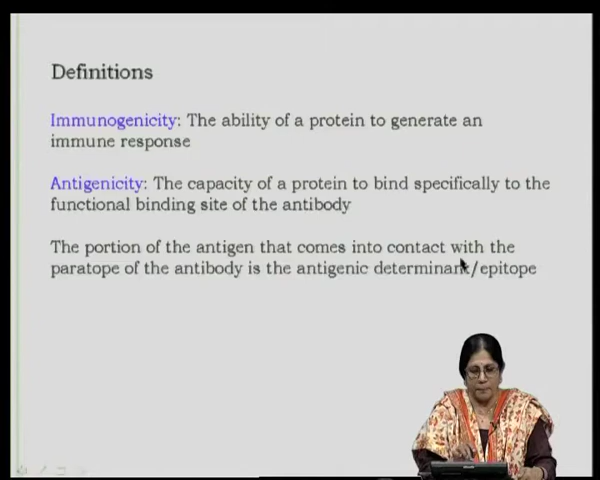 Definitions
Immunogenicity: The ability of a protein to generate an
immune response
Antigenicity: The capacity of a protein to bind specifically to the
functional binding site of the antibody
The portion of the antigen that comes into contact with the
paratope of the antibody is the antigenic determinant/epitope